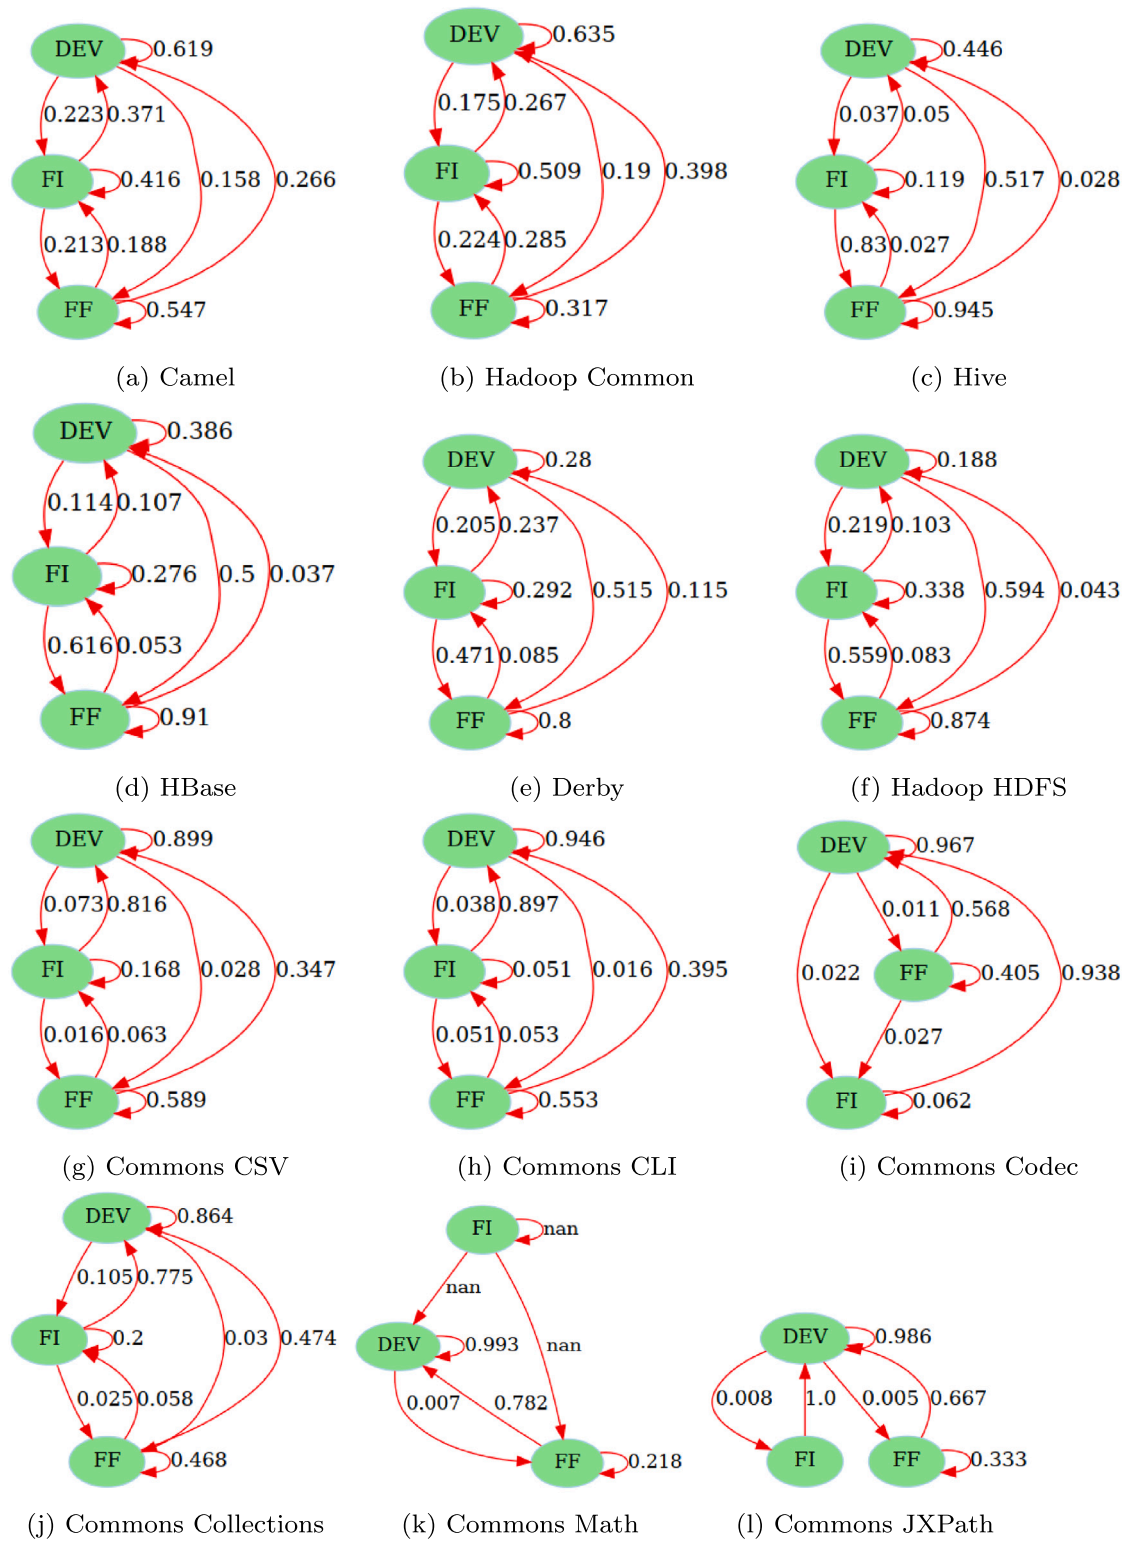 DEV 0.619
0.223 0.371
FI 0.416 0.158 0.266
0.213 0.188
FF 0.547
(a) Camel
DEV 0.635
0.175 0.267
FI 0.509 0.19 0.398
0.224 0.285
FF 0.317
(b) Hadoop Common
DEV 0.446
0.037 0.05
FI 0.119 0.517 0.028
0.83 0.027
FF 0.945
(c) Hive
DEV 0.386
0.114 0.107
FI 0.276 0.5 0.037
0.616 0.053
FF 0.91
(d) HBase
DEV 0.28
0.205 0.237
FI 0.292 0.515 0.115
0.471 0.085
FF 0.8
(e) Derby
DEV 0.188
0.219 0.103
FI 0.338 0.594 0.043
0.559 0.083
FF 0.874
(f) Hadoop HDFS
DEV 0.899
0.073 0.816
FI 0.168 0.028 0.347
0.016 0.063
FF 0.589
(g) Commons CSV
DEV 0.946
0.038 0.897
FI 0.051 0.016 0.395
0.051 0.053
FF 0.553
(h) Commons CLI
DEV 0.967
0.011 0.568
0.022 FF 0.405 0.938
0.027
FI 0.062
(i) Commons Codec
DEV 0.864
0.105 0.775
FI 0.2 0.03 0.474
0.025 0.058
FF 0.468
(j) Commons Collections
FI nan
nan
DEV 0.993 nan
0.007 0.782
FF 0.218
(k) Commons Math
DEV 0.986
0.008 1.0 0.005 0.667
FI FF 0.333
(l) Commons JXPath